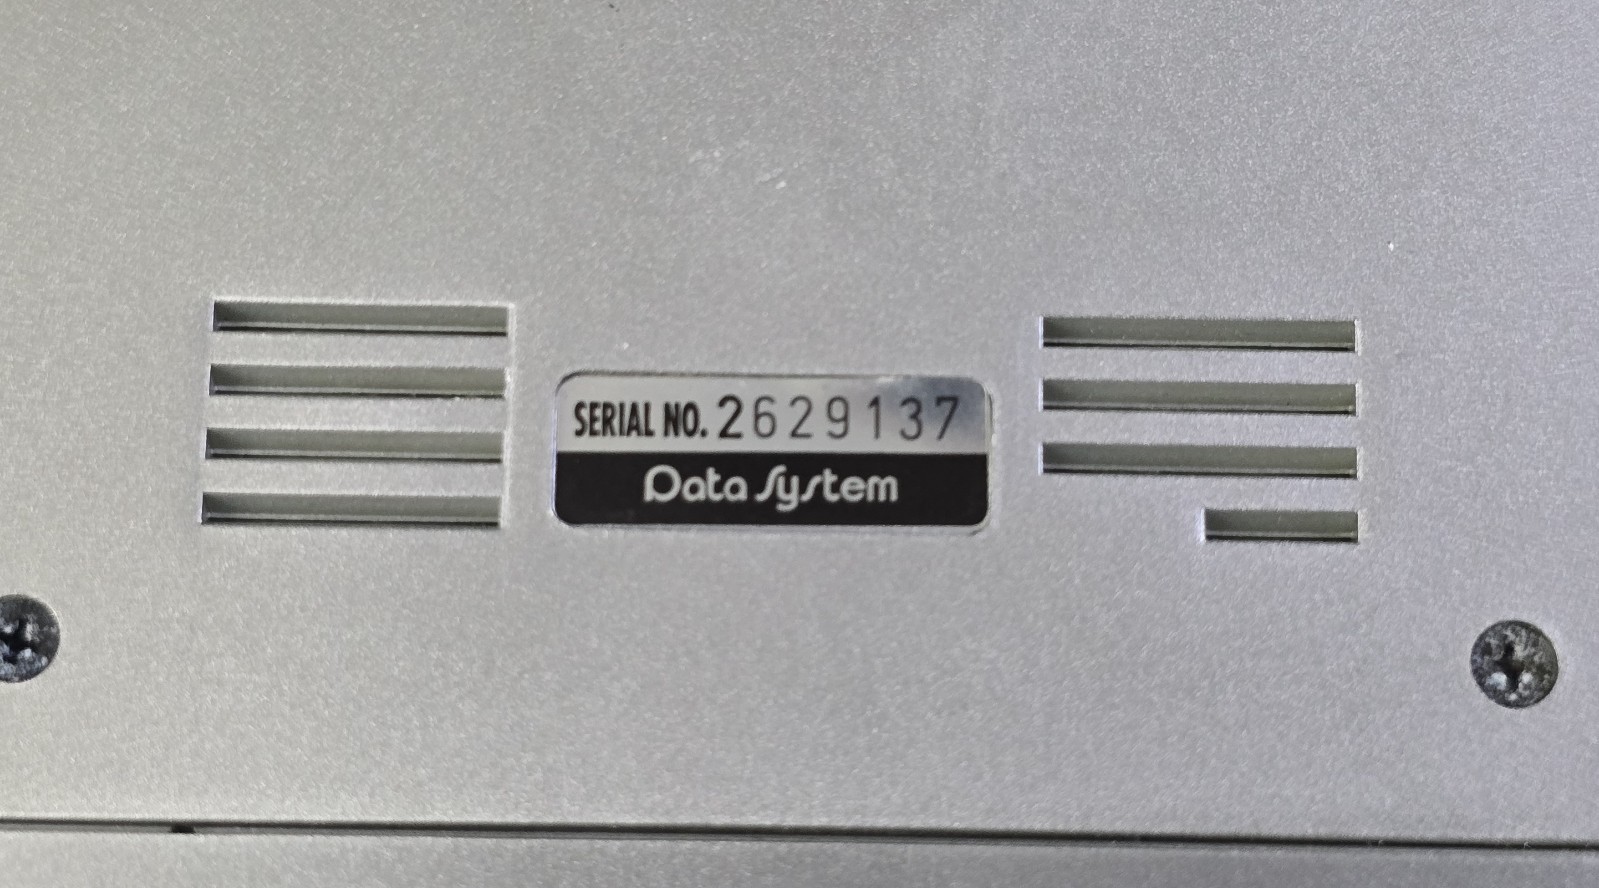 SERIAL NO. 2629137
Data System